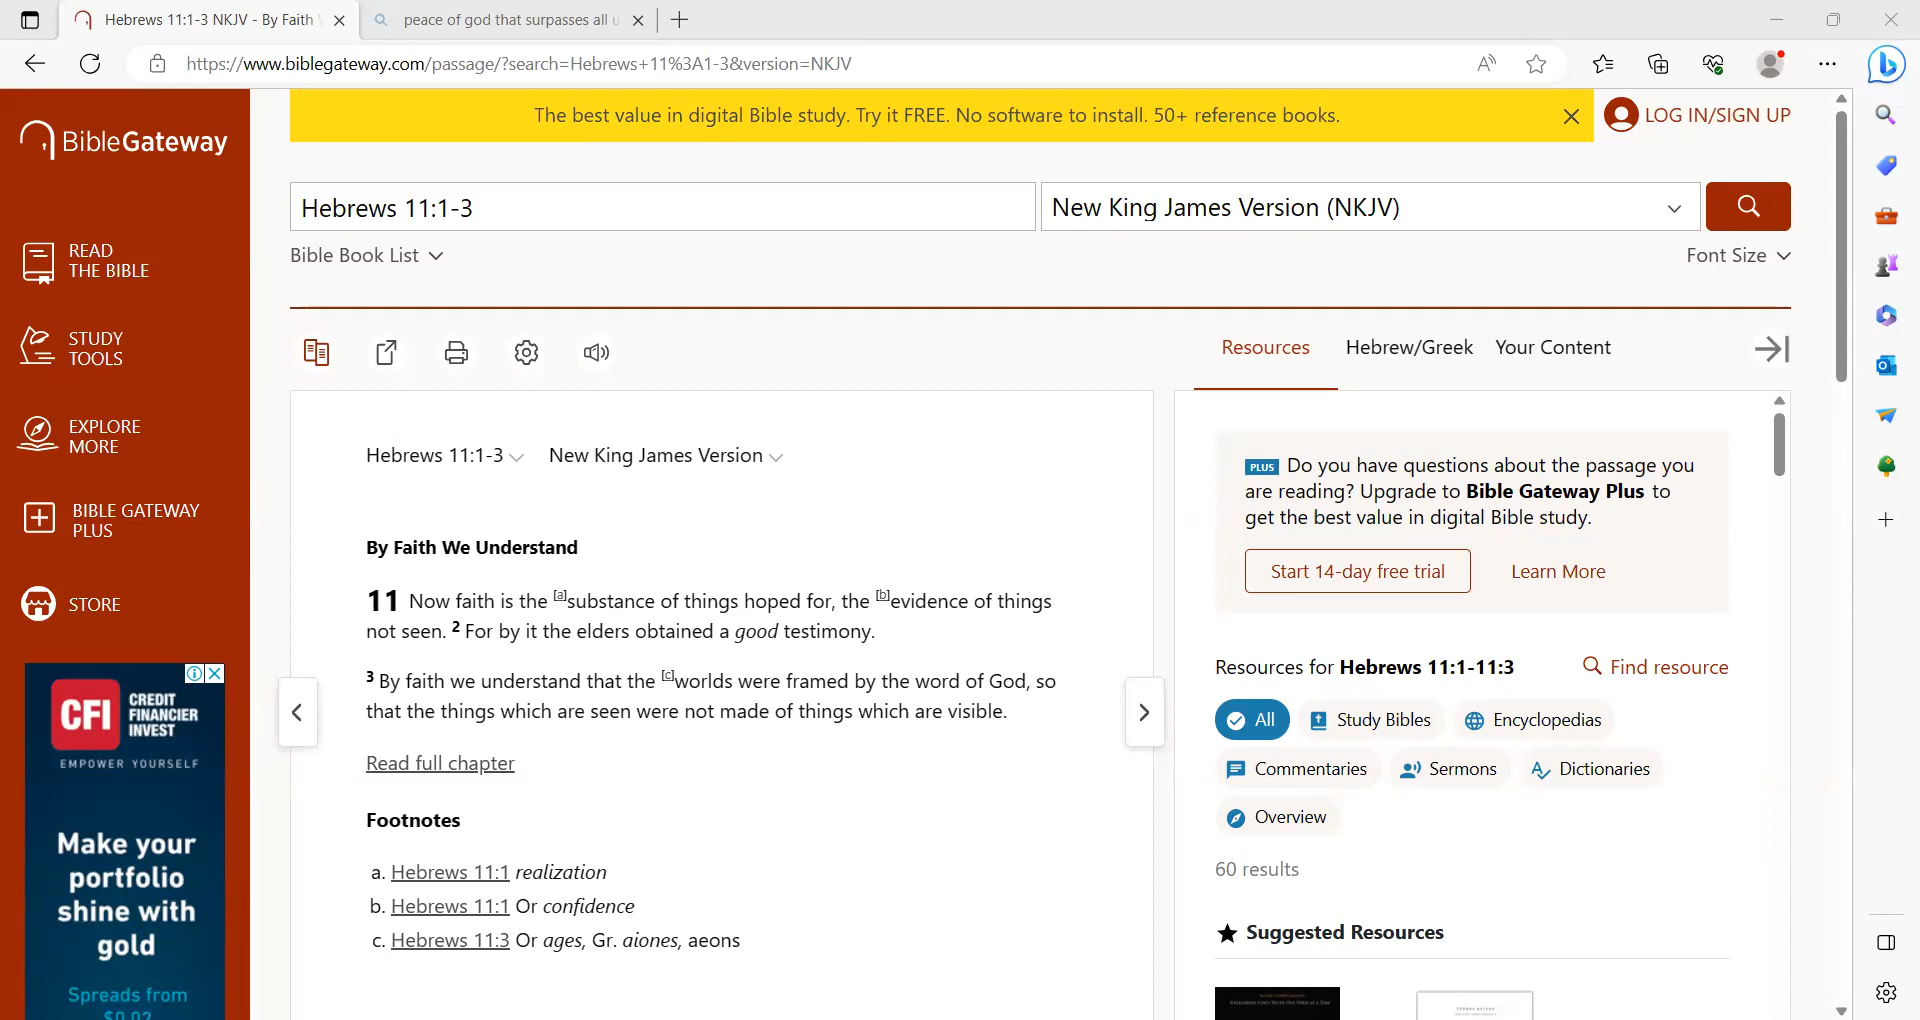 Hebrews 11:1-3 NKJV - By Faith
peace of god that surpasses all u
https://www.biblegateway.com/passage/?search=Hebrews+11%3A1-3&version=NKJV
BibleGateway
The best value in digital Bible study. Try it FREE. No software to install. 50+ reference books.
LOG IN/SIGN UP
Hebrews 11:1-3
New King James Version (NKJV)
Bible Book List
Font Size
READ
THE BIBLE
STUDY
TOOLS
EXPLORE
MORE
BIBLE GATEWAY
PLUS
STORE
CFI
CREDIT
FINANCIER
INVEST
EMPOWER YOURSELF
Make your
portfolio
shine with
gold
Spreads from
$0.02
Resources
Hebrew/Greek
Your Content
Hebrews 11:1-3
New King James Version
By Faith We Understand
11 Now faith is the [a]substance of things hoped for, the [b]evidence of things
not seen. 2 For by it the elders obtained a good testimony.
3 By faith we understand that the [c]worlds were framed by the word of God, so
that the things which are seen were not made of things which are visible.
Read full chapter
Footnotes
a. Hebrews 11:1 realization
b. Hebrews 11:1 Or confidence
c. Hebrews 11:3 Or ages, Gr. aiones, aeons
PLUS Do you have questions about the passage you
are reading? Upgrade to Bible Gateway Plus to
get the best value in digital Bible study.
Start 14-day free trial
Learn More
Resources for Hebrews 11:1-11:3
Find resource
All
Study Bibles
Encyclopedias
Commentaries
Sermons
Dictionaries
Overview
60 results
Suggested Resources